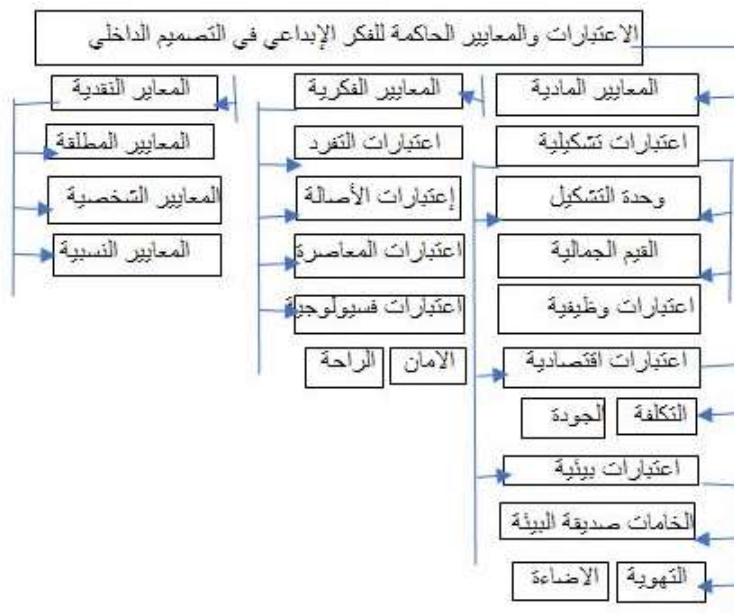 الاعتبارات والمعايير الحاكمة للفكر الإبداعي في التصميم الداخلي
المعايير المادية
اعتبارات تشكيلية
وحدة التشكيل
القيم الجمالية
اعتبارات وظيفية
اعتبارات اقتصادية
التكلفة
الجودة
اعتبارات بيئية
الخامات صديقة البيئة
التهوية
الاضاءة
المعايير الفكرية
اعتبارات التفرد
إعتبارات الأصالة
اعتبارات المعاصرة
اعتبارات فسيولوجية
الامان
الراحة
المعاير النقدية
المعايير المطلقة
المعايير الشخصية
المعايير النسبية